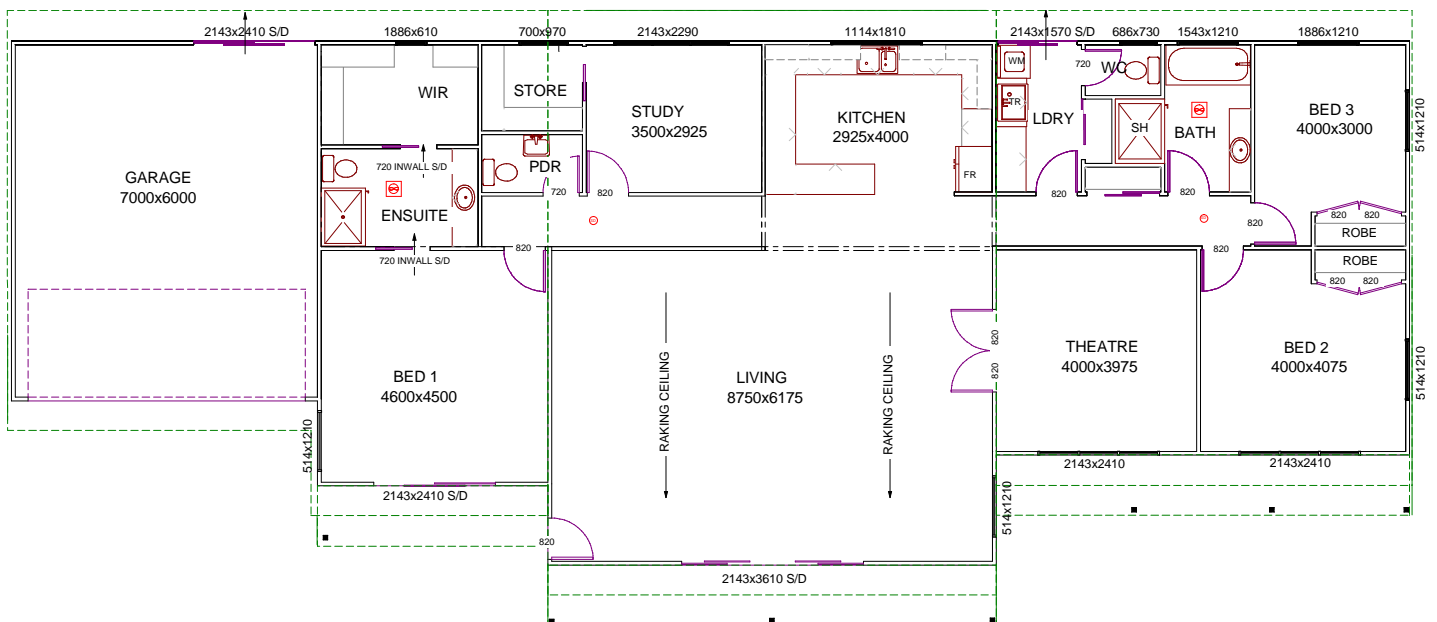 2143x2410 S/D
1886x610
700x970
2143x2290
1114x1810
2143x1570 S/D
686x730
1543x1210
1886x1210
WIR
STORE
STUDY
3500x2925
KITCHEN
2925x4000
WM
TR
LDRY
720
WC
SH
BATH
BED 3
4000x3000
514x1210
GARAGE
7000x6000
720 INWALL S/D
ENSUITE
720 INWALL S/D
PDR
720
820
FR
820
820
820
820
ROBE
ROBE
820
820
820
820
820
820
BED 1
4600x4500
RAKING CEILING
LIVING
8750x6175
RAKING CEILING
820
820
THEATRE
4000x3975
BED 2
4000x4075
514x1210
514x1210
2143x2410 S/D
820
514x1210
2143x2410
2143x2410
2143x3610 S/D